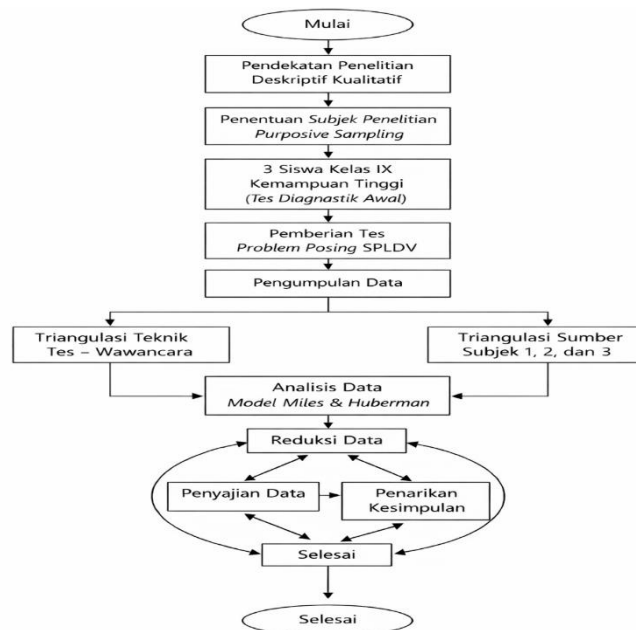 Mulai
Pendekatan Penelitian
Deskriptif Kualitatif
Penentuan Subjek Penelitian
Purposive Sampling
3 Siswa Kelas IX
Kemampuan Tinggi
(Tes Diagnostik Awal)
Pemberian Tes
Problem Posing SPLDV
Pengumpulan Data
Triangulasi Teknik
Tes – Wawancara
Triangulasi Sumber
Subjek 1, 2, dan 3
Analisis Data
Model Miles & Huberman
Reduksi Data
Penyajian Data
Penarikan
Kesimpulan
Selesai
Selesai